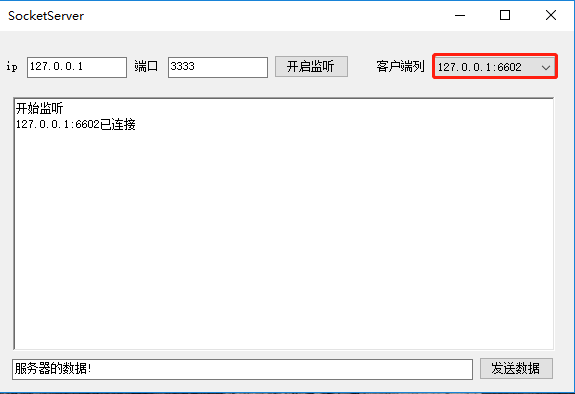 SocketServer
ip 127.0.0.1 端口 3333 开启监听 客户端列 127.0.0.1:6602
开始监听
127.0.0.1:6602已连接
服务器的数据! 发送数据